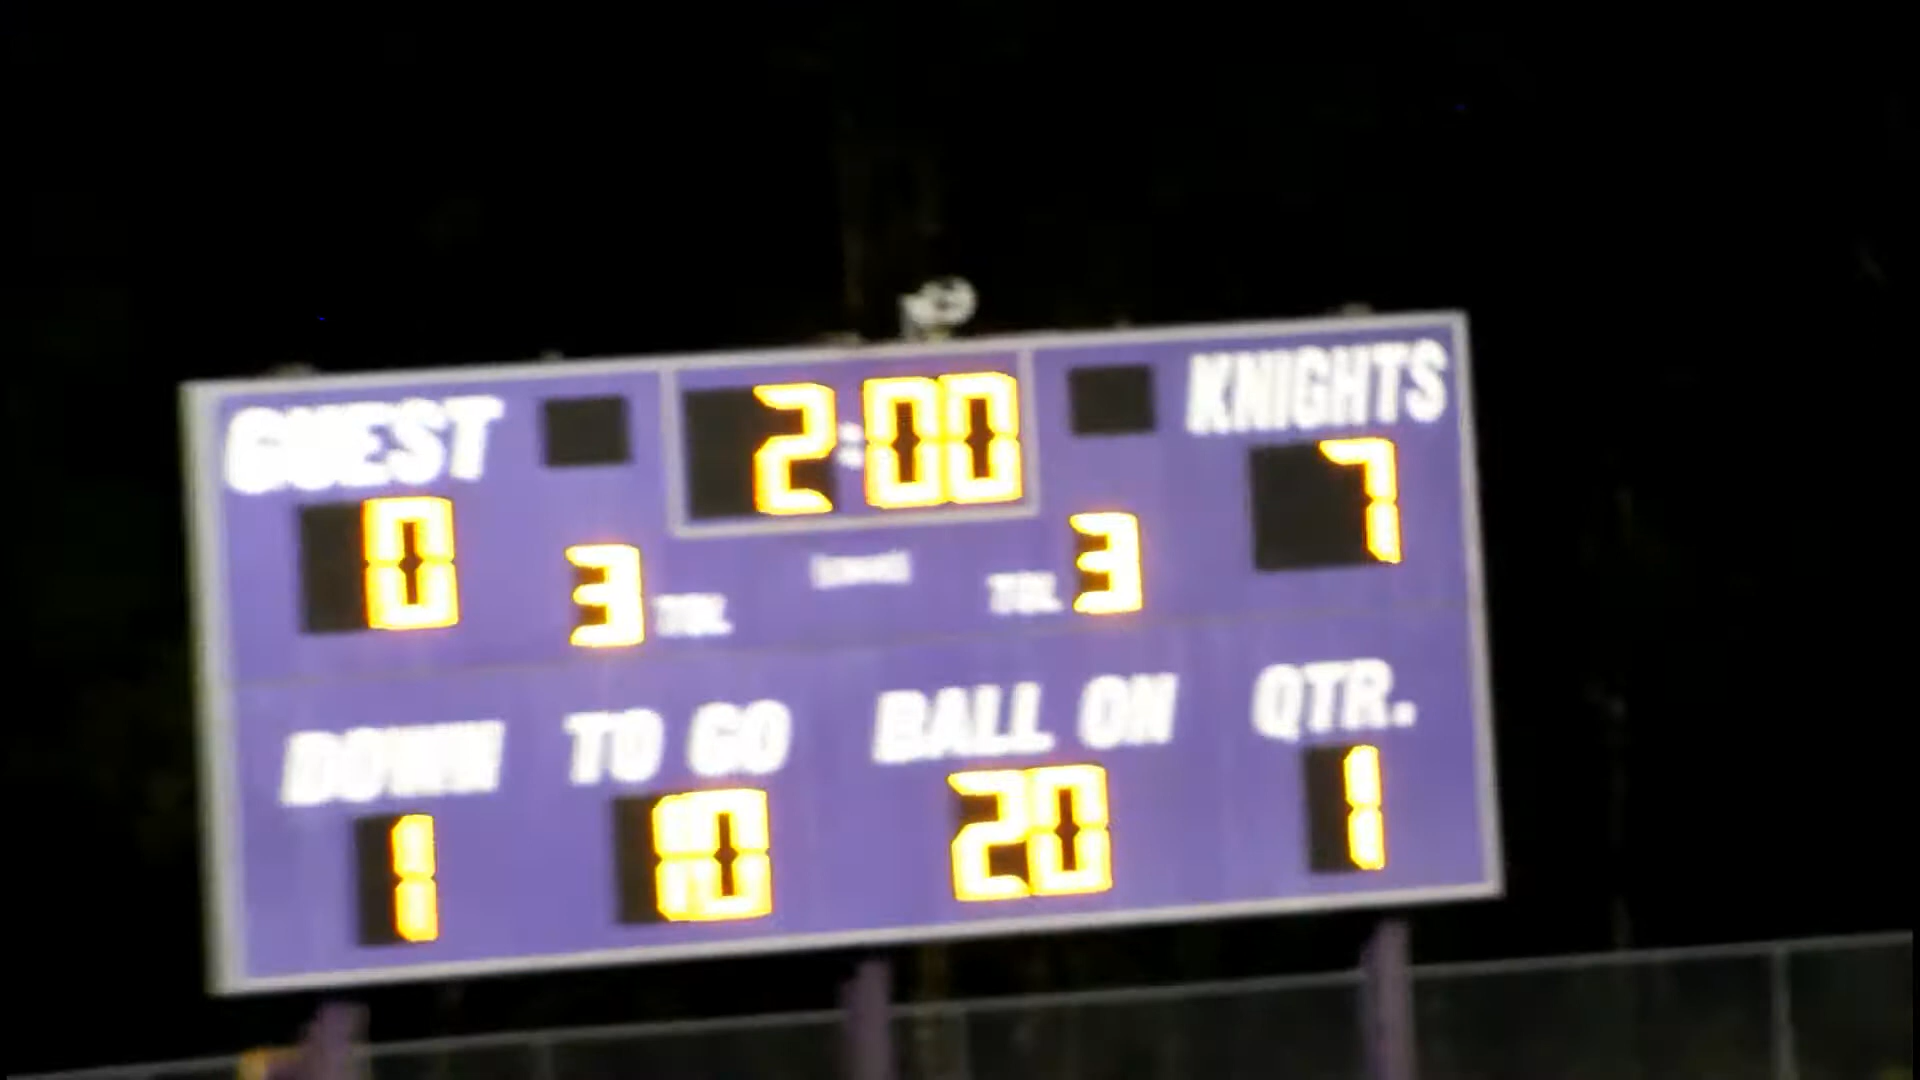 GUEST 2:00 KNIGHTS
0 3 TOL TOL 3 7
DOWN TO GO BALL ON QTR.
1 10 20 1